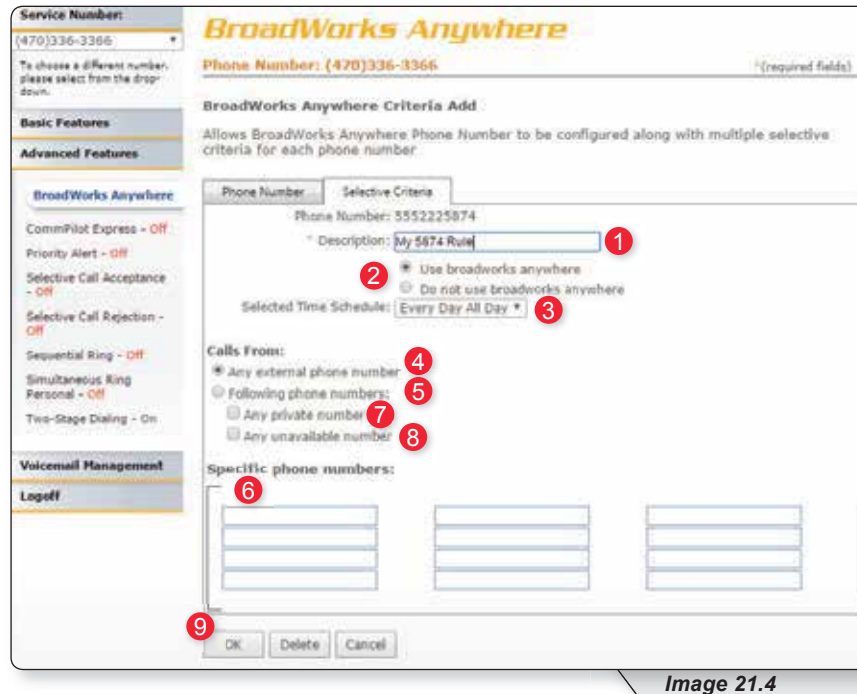 Service Number:
(470)336-3366
To choose a different number,
please select from the drop-
down.
Basic Features
Advanced Features
BroadWorks Anywhere
CommPilot Express - Off
Priority Alert - Off
Selective Call Acceptance
- Off
Selective Call Rejection -
Off
Sequential Ring - Off
Simultaneous Ring
Personal - Off
Two-Stage Dialing - On
Voicemail Management
Logoff
BroadWorks Anywhere
Phone Number: (470)336-3366
*(required fields)
BroadWorks Anywhere Criteria Add
Allows BroadWorks Anywhere Phone Number to be configured along with multiple selective
criteria for each phone number
Phone Number Selective Criteria
Phone Number: 5552225874
* Description: My 5874 Rule 1
2 Use broadworks anywhere
Do not use broadworks anywhere
Selected Time Schedule: Every Day All Day 3
Calls From:
Any external phone number 4
Following phone numbers: 5
Any private number 7
Any unavailable number 8
Specific phone numbers:
6
9
OK Delete Cancel
Image 21.4